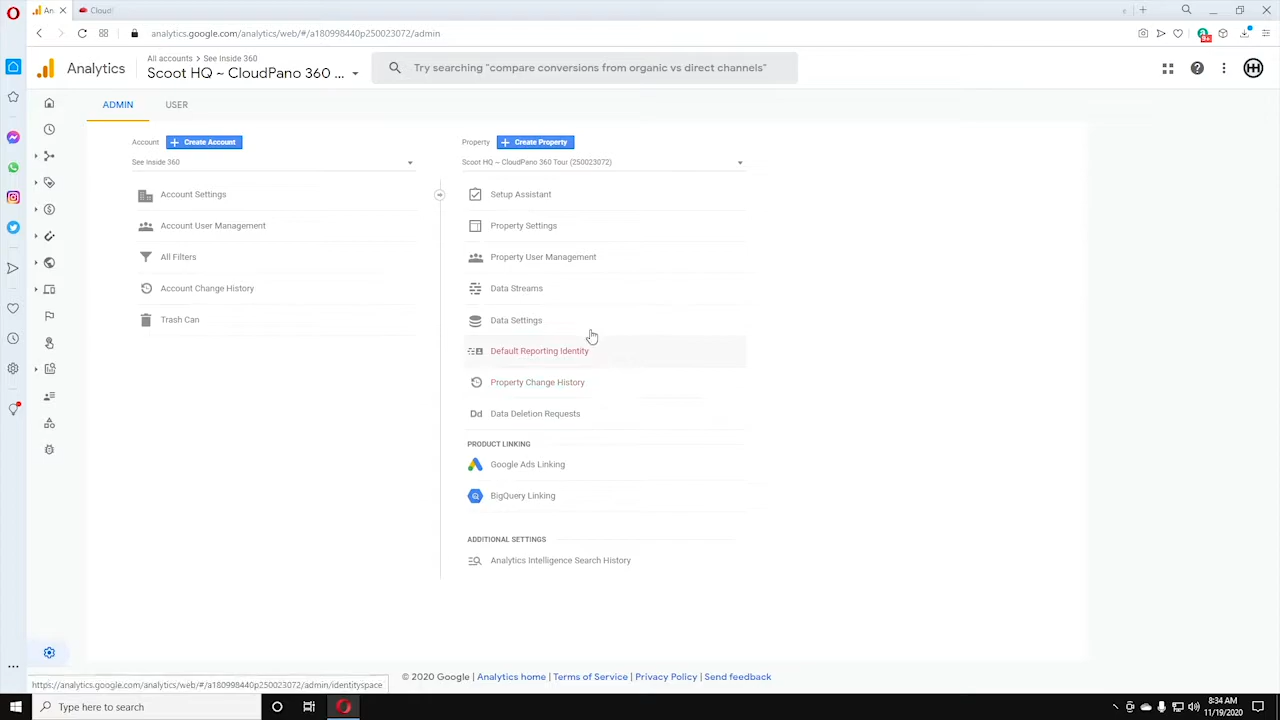 An
Cloud!
analytics.google.com/analytics/web/#/a180998440p250023072/admin
9+
Analytics
All accounts > See Inside 360
Scoot HQ ~ CloudPano 360 ...
Try searching "compare conversions from organic vs direct channels"
ADMIN
USER
Account
+ Create Account
See Inside 360
Account Settings
Account User Management
All Filters
Account Change History
Trash Can
Property
+ Create Property
Scoot HQ ~ CloudPano 360 Tour (250023072)
Setup Assistant
Property Settings
Property User Management
Data Streams
Data Settings
Default Reporting Identity
Property Change History
Dd Data Deletion Requests
PRODUCT LINKING
Google Ads Linking
BigQuery Linking
ADDITIONAL SETTINGS
Analytics Intelligence Search History
© 2020 Google | Analytics home | Terms of Service | Privacy Policy | Send feedback
https://analytics.google.com/analytics/web/#/a180998440p250023072/admin/identityspace
Type here to search
8:34 AM
11/19/2020